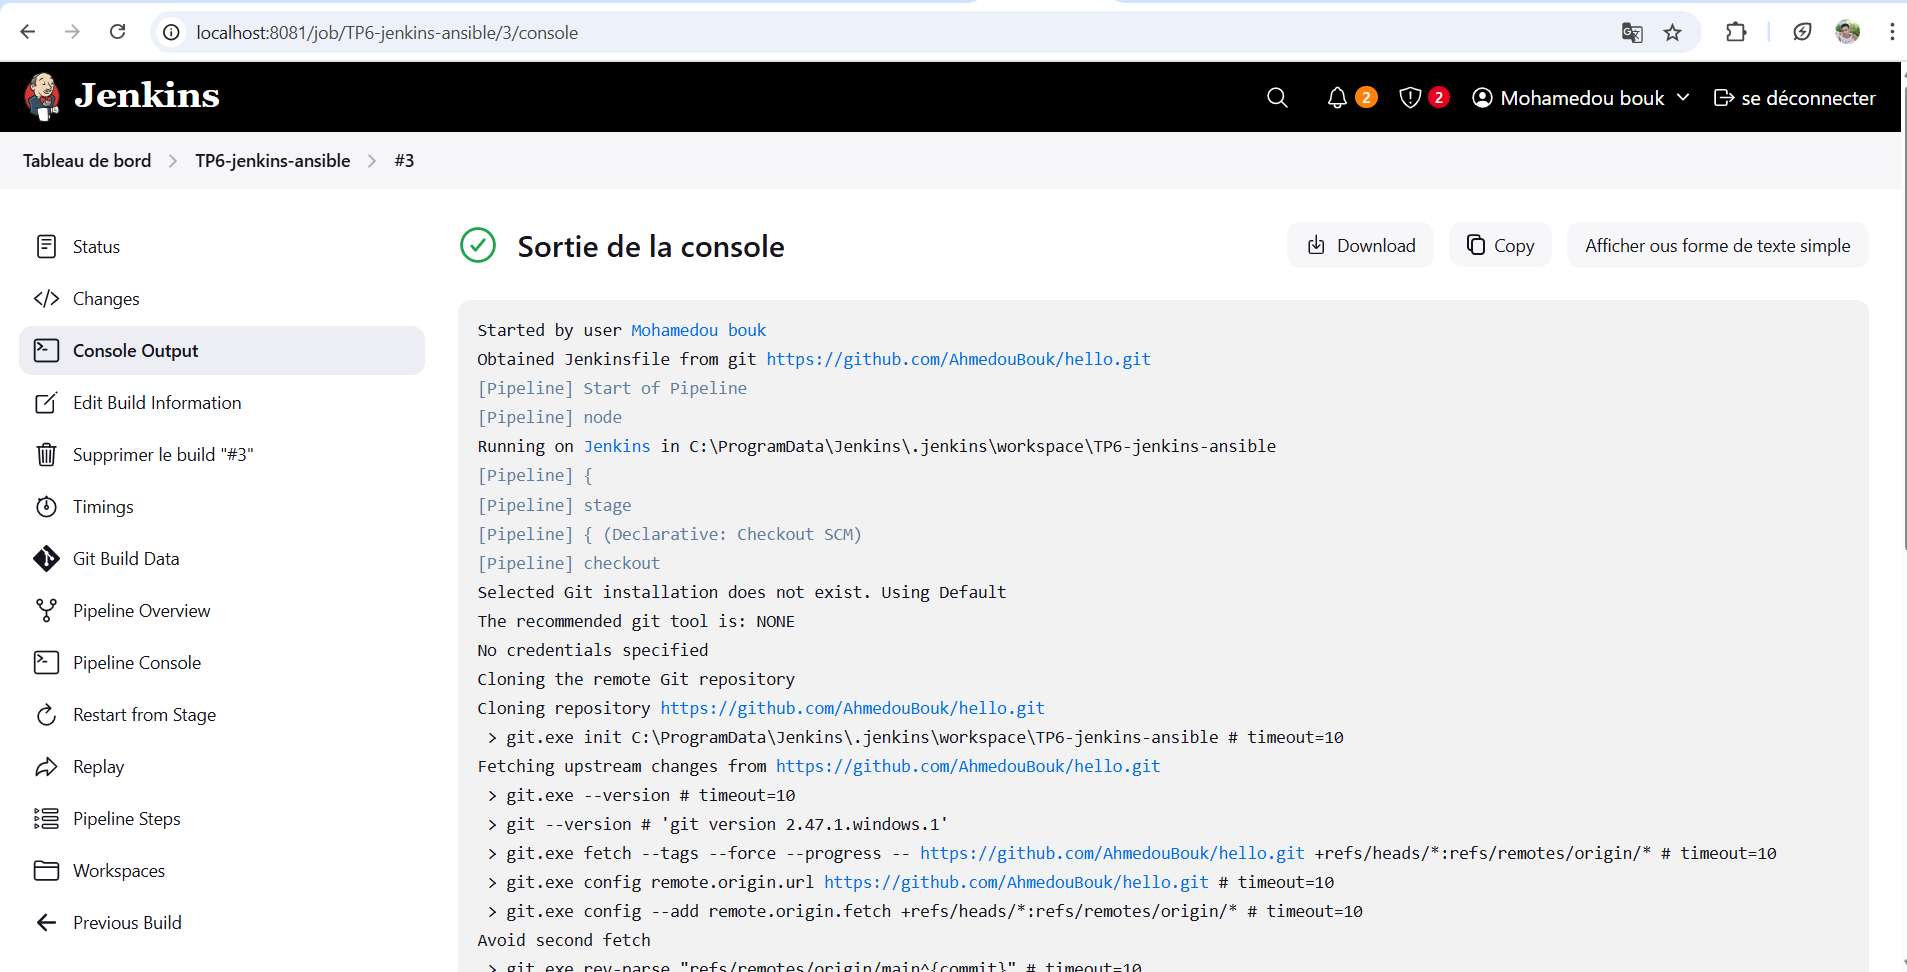 localhost:8081/job/TP6-jenkins-ansible/3/console
Jenkins
2
2
Mohamedou bouk
se déconnecter
Tableau de bord > TP6-jenkins-ansible > #3
Status
Changes
Console Output
Edit Build Information
Supprimer le build "#3"
Timings
Git Build Data
Pipeline Overview
Pipeline Console
Restart from Stage
Replay
Pipeline Steps
Workspaces
Previous Build
Sortie de la console
Download
Copy
Afficher ous forme de texte simple
Started by user Mohamedou bouk
Obtained Jenkinsfile from git https://github.com/AhmedouBouk/hello.git
[Pipeline] Start of Pipeline
[Pipeline] node
Running on Jenkins in C:\ProgramData\Jenkins\.jenkins\workspace\TP6-jenkins-ansible
[Pipeline] {
[Pipeline] stage
[Pipeline] { (Declarative: Checkout SCM)
[Pipeline] checkout
Selected Git installation does not exist. Using Default
The recommended git tool is: NONE
No credentials specified
Cloning the remote Git repository
Cloning repository https://github.com/AhmedouBouk/hello.git
> git.exe init C:\ProgramData\Jenkins\.jenkins\workspace\TP6-jenkins-ansible # timeout=10
Fetching upstream changes from https://github.com/AhmedouBouk/hello.git
> git.exe --version # timeout=10
> git --version # 'git version 2.47.1.windows.1'
> git.exe fetch --tags --force --progress -- https://github.com/AhmedouBouk/hello.git +refs/heads/*:refs/remotes/origin/* # timeout=10
> git.exe config remote.origin.url https://github.com/AhmedouBouk/hello.git # timeout=10
> git.exe config --add remote.origin.fetch +refs/heads/*:refs/remotes/origin/* # timeout=10
Avoid second fetch
> git.exe rev-parse "refs/remotes/origin/main^{commit}" # timeout=10